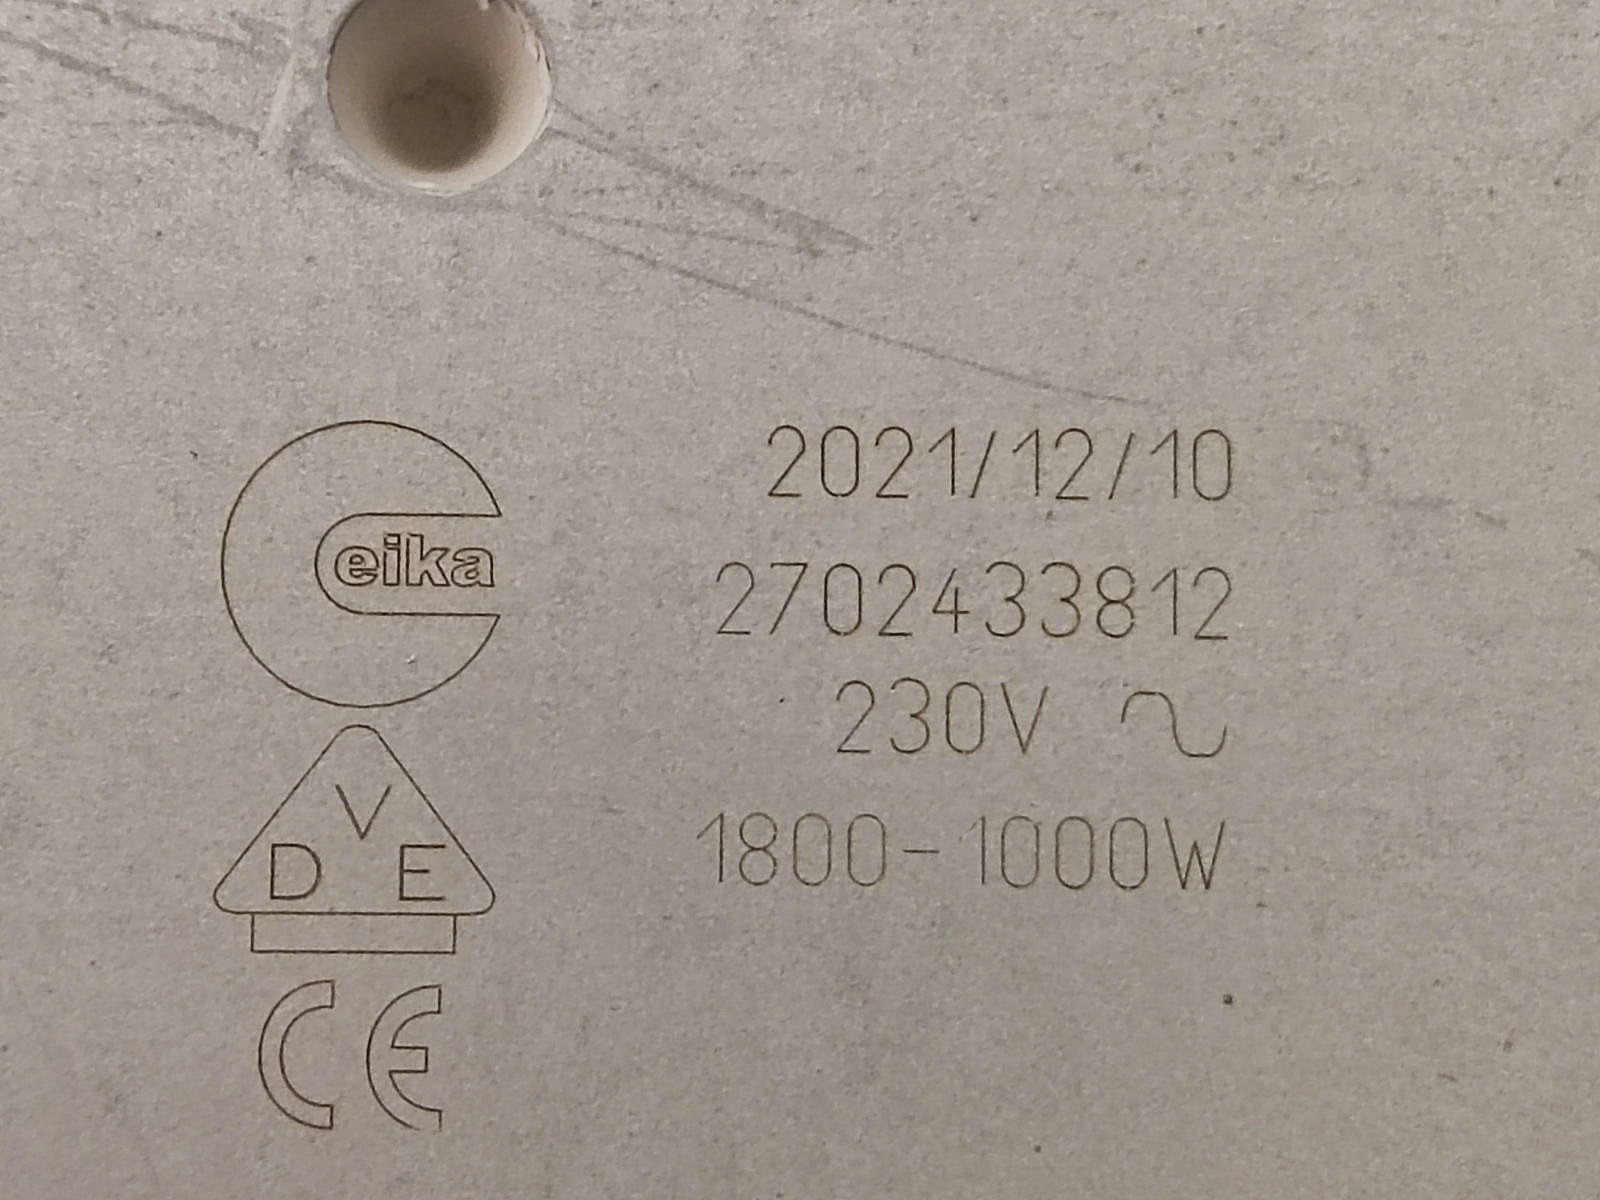 eika
2021/12/10
2702433812
230V ~
1800-1000W
V
D E
CE